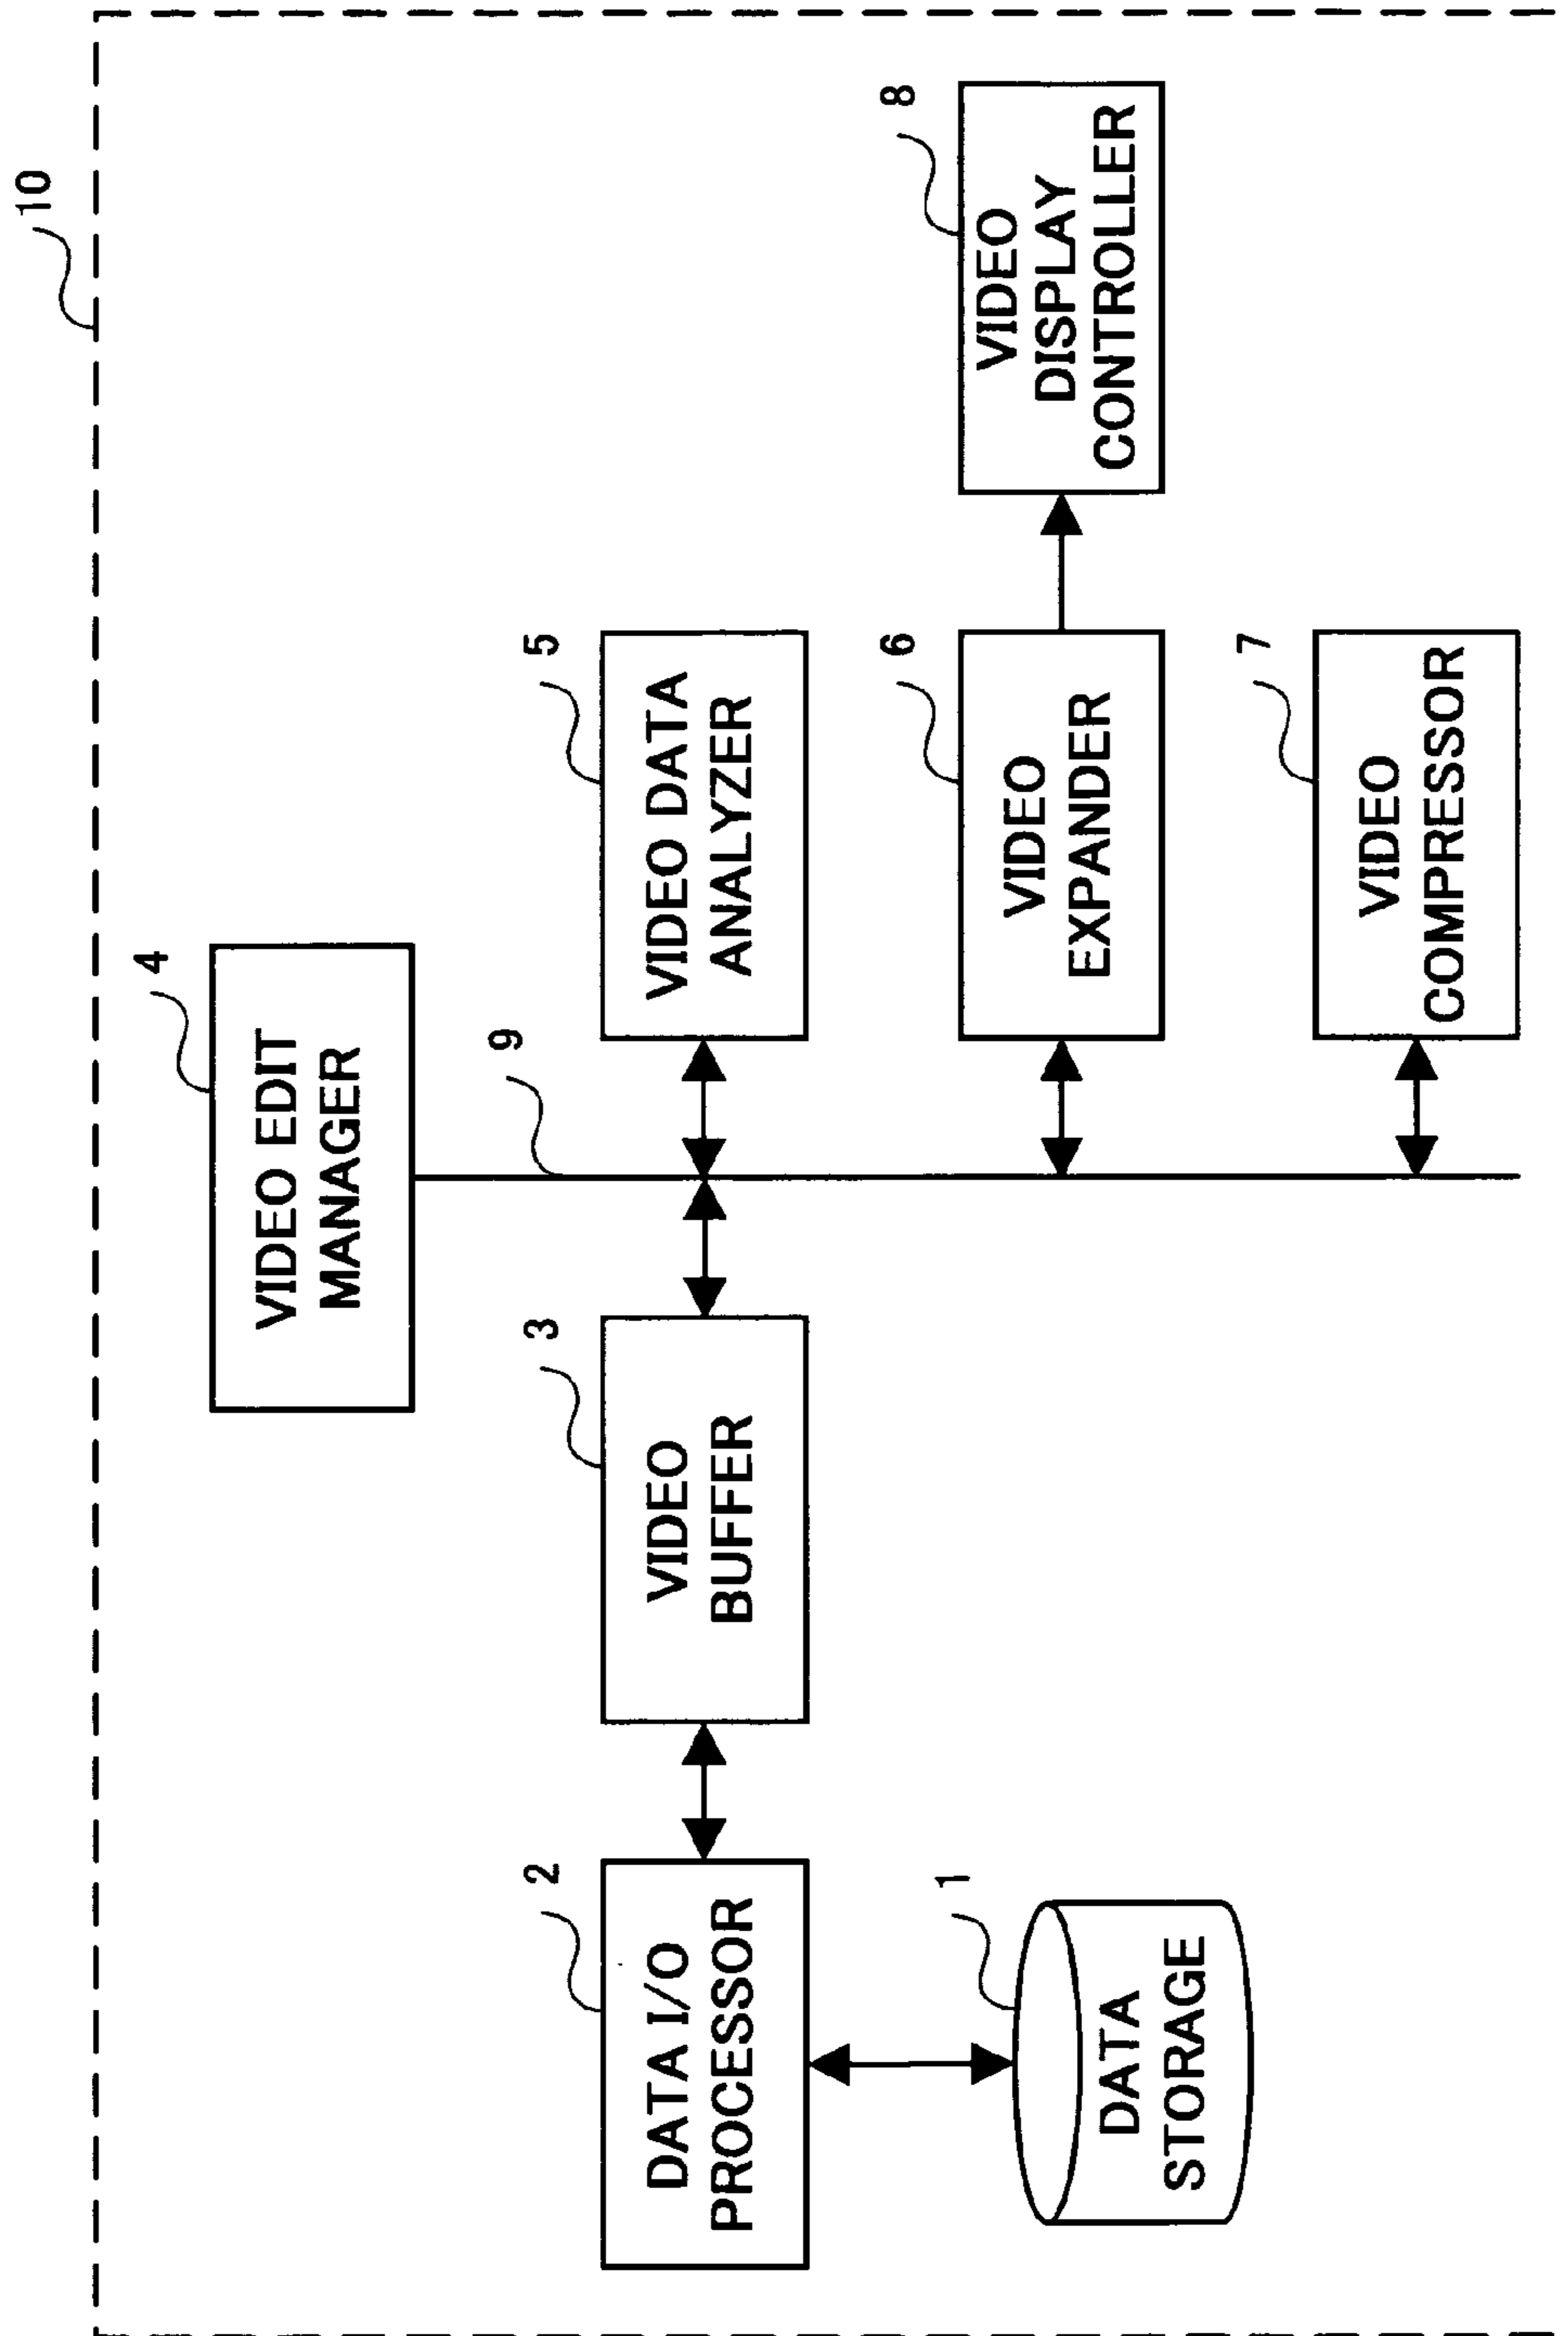 10
4
VIDEO EDIT
MANAGER
9
2
DATA I/O
PROCESSOR
3
VIDEO
BUFFER
5
VIDEO DATA
ANALYZER
1
DATA
STORAGE
6
VIDEO
EXPANDER
8
VIDEO
DISPLAY
CONTROLLER
7
VIDEO
COMPRESSOR